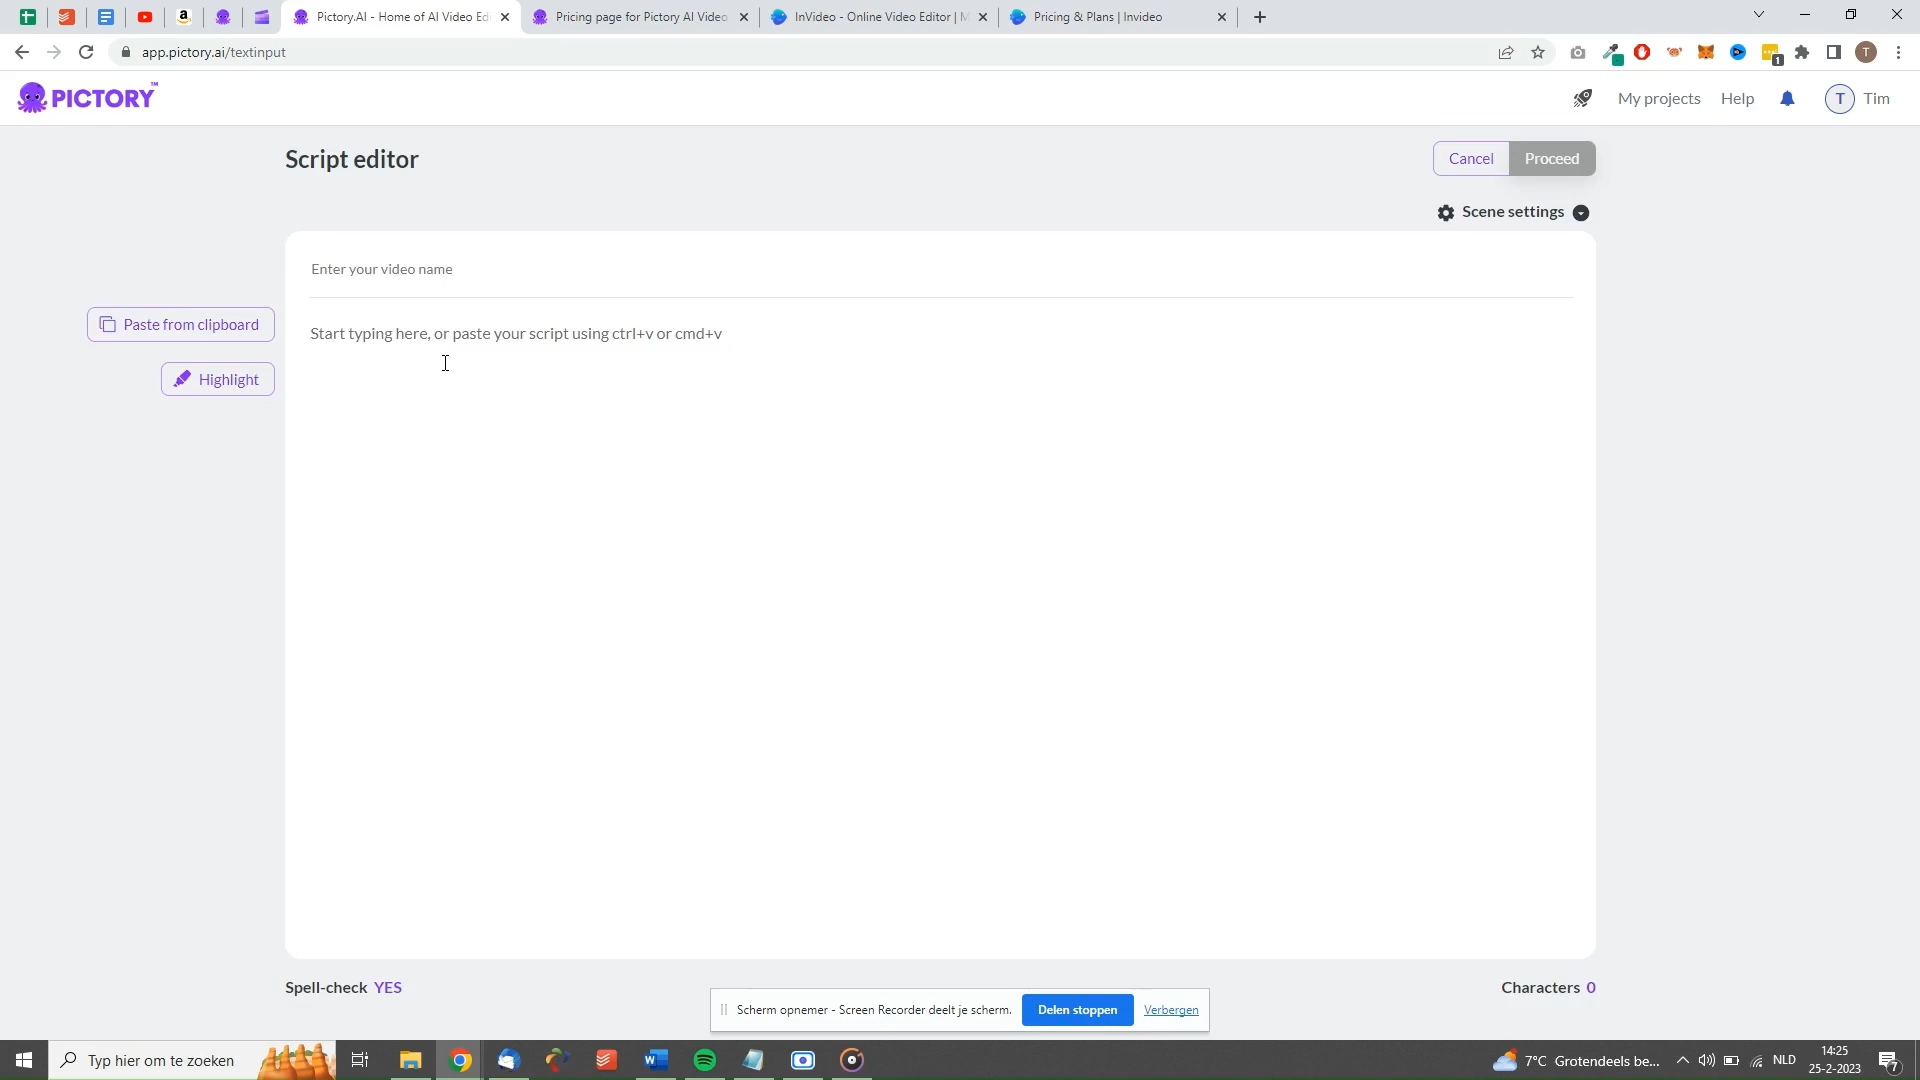 Pictory.AI - Home of AI Video Ed
Pricing page for Pictory AI Video
InVideo - Online Video Editor | M
Pricing & Plans | Invideo
app.pictory.ai/textinput
1
T
PICTORY™
My projects
Help
T
Tim
Script editor
Cancel
Proceed
Scene settings
Enter your video name
Paste from clipboard
Start typing here, or paste your script using ctrl+v or cmd+v
Highlight
Spell-check YES
Characters 0
Scherm opnemer - Screen Recorder deelt je scherm.
Delen stoppen
Verbergen
Typ hier om te zoeken
7°C Grotendeels be...
NLD
14:25
25-2-2023
7